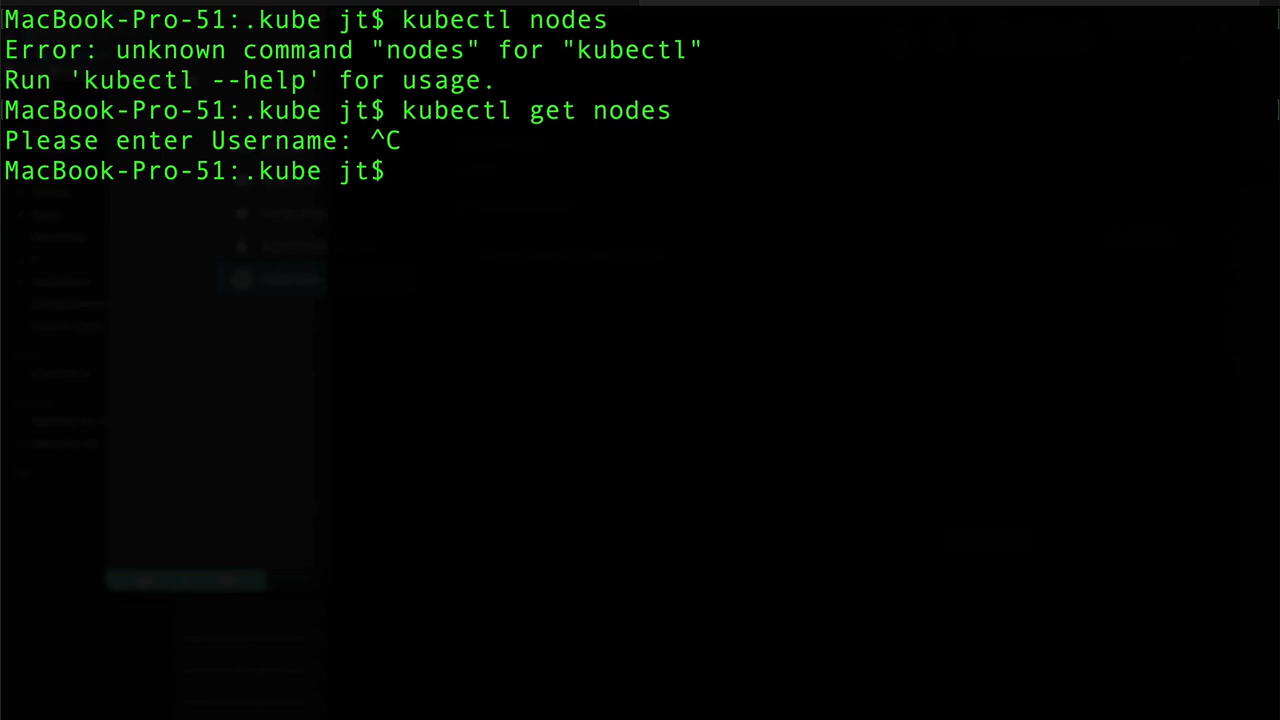 MacBook-Pro-51:.kube jt$ kubectl nodes
Error: unknown command "nodes" for "kubectl"
Run 'kubectl --help' for usage.
MacBook-Pro-51:.kube jt$ kubectl get nodes
Please enter Username: ^C
MacBook-Pro-51:.kube jt$